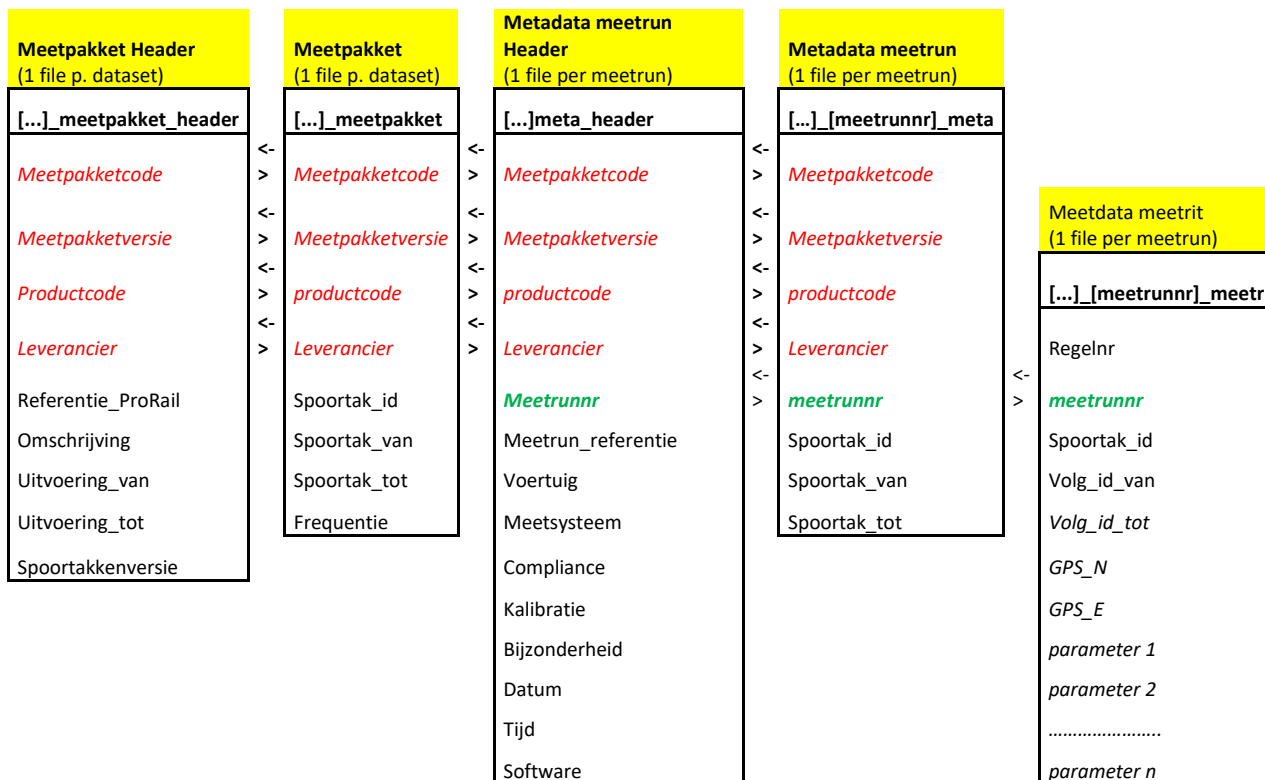 Meetpakket Header
(1 file p. dataset)
[...]_meetpakket_header
Meetpakketcode
Meetpakketversie
Productcode
Leverancier
Referentie_ProRail
Omschrijving
Uitvoering_van
Uitvoering_tot
Spoortakkenversie
<-
>
<-
>
<-
>
<-
>
Meetpakket
(1 file p. dataset)
[...]_meetpakket
Meetpakketcode
Meetpakketversie
productcode
Leverancier
Spoortak_id
Spoortak_van
Spoortak_tot
Frequentie
<-
>
<-
>
<-
>
<-
>
Metadata meetrun
Header
(1 file per meetrun)
[...]meta_header
Meetpakketcode
Meetpakketversie
productcode
Leverancier
Meetrunnr
Meetrun_referentie
Voertuig
Meetsysteem
Compliance
Kalibratie
Bijzonderheid
Datum
Tijd
Software
<-
>
<-
>
<-
>
<-
>
<-
>
Metadata meetrun
(1 file per meetrun)
[...]_[meetrunnr]_meta
Meetpakketcode
Meetpakketversie
productcode
Leverancier
meetrunnr
Spoortak_id
Spoortak_van
Spoortak_tot
<-
>
Meetdata meetrit
(1 file per meetrun)
[...]_[meetrunnr]_meetr
Regelnr
meetrunnr
Spoortak_id
Volg_id_van
Volg_id_tot
GPS_N
GPS_E
parameter 1
parameter 2
…………………..
parameter n